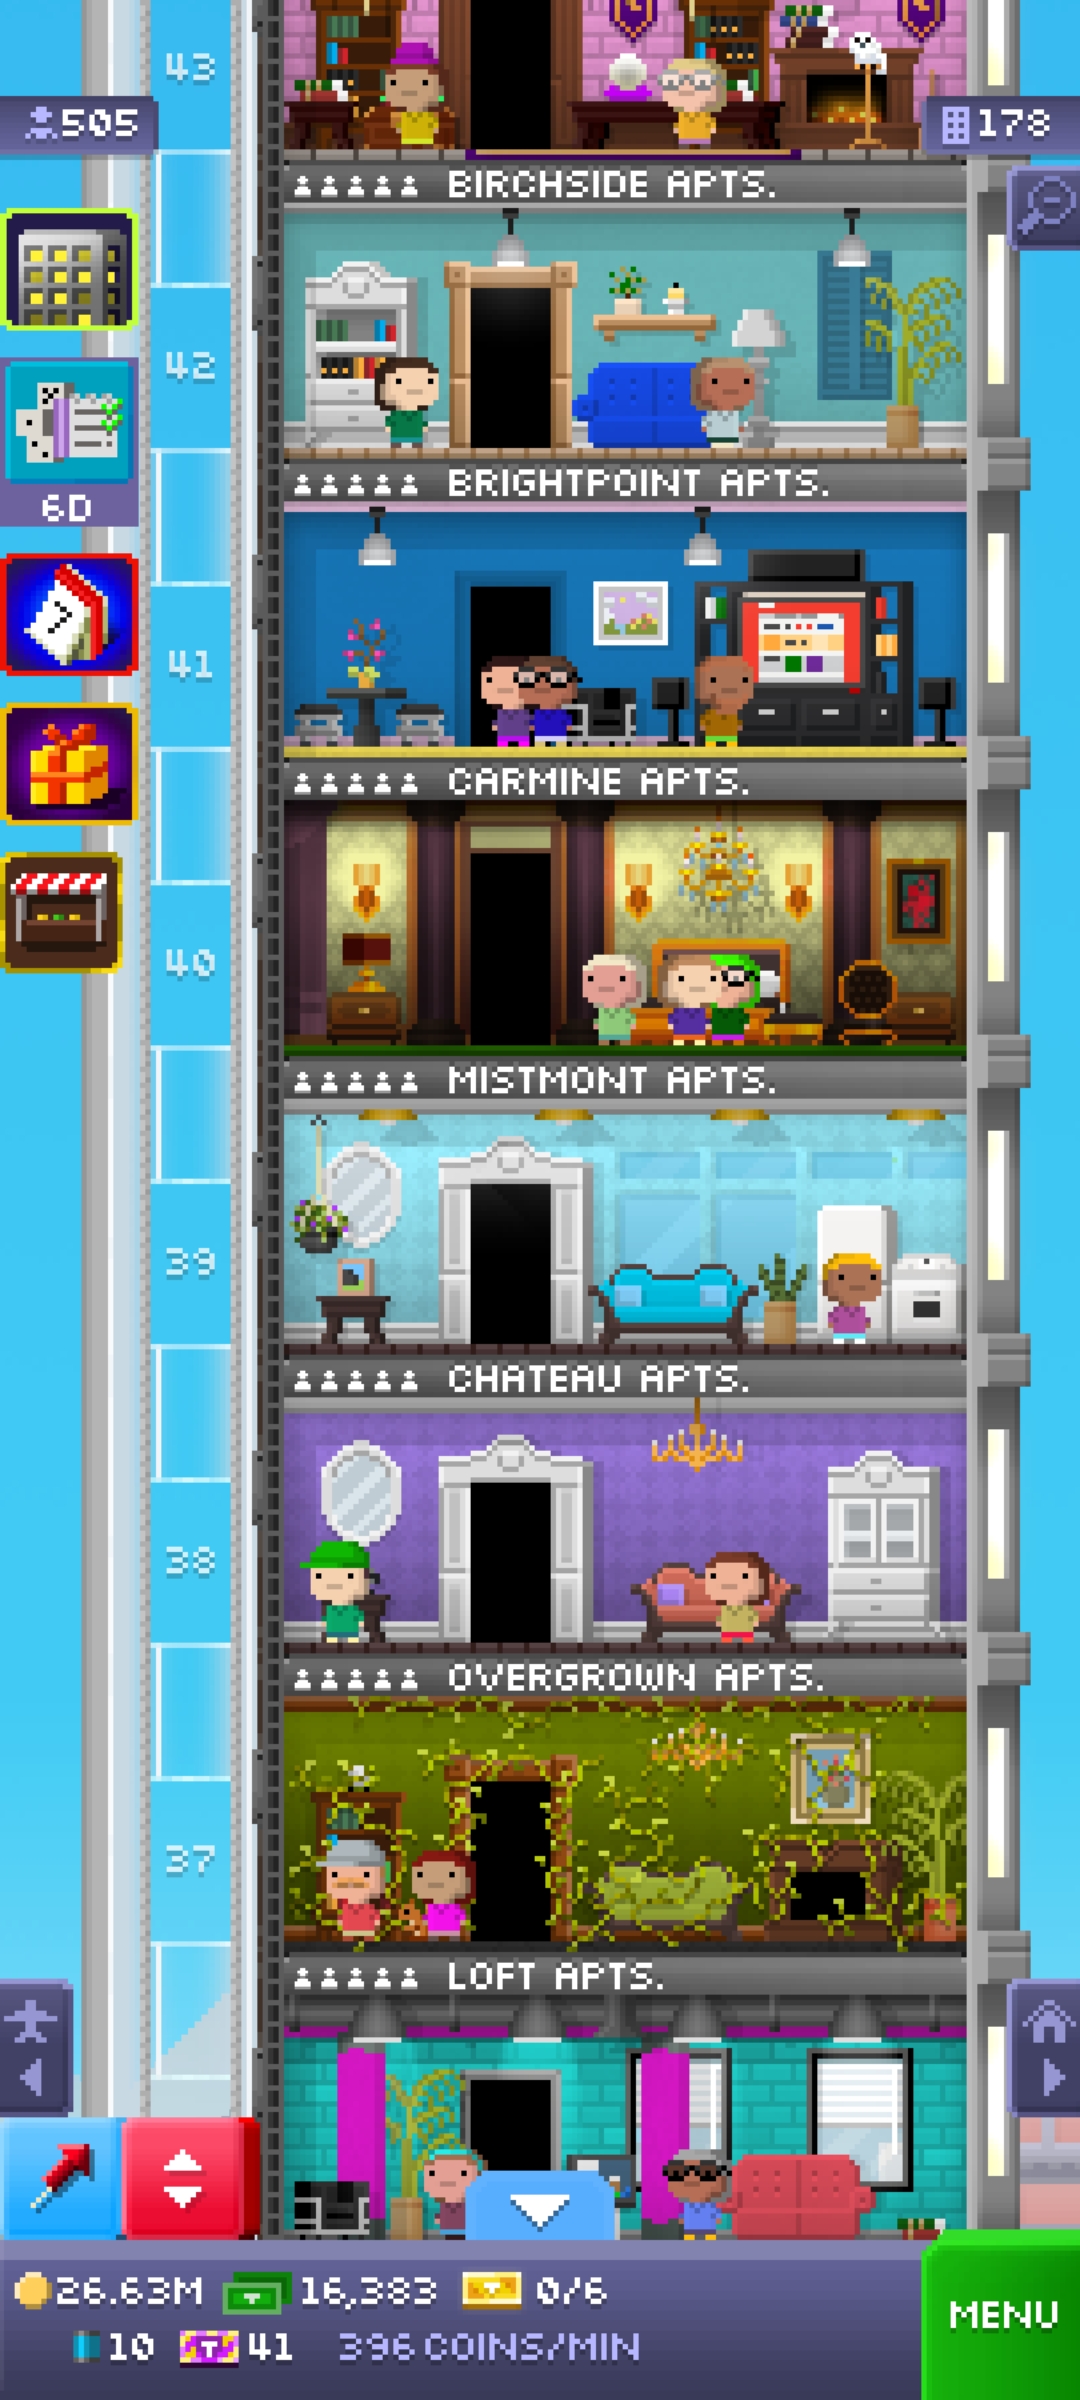 43
505
178
BIRCHSIDE APTS.
42
6D
BRIGHTPOINT APTS.
7
41
CARMINE APTS.
40
MISTMONT APTS.
39
CHATEAU APTS.
38
OVERGROWN APTS.
37
LOFT APTS.
26.63M 16,383 0/6
10 T 41 396 COINS/MIN
MENU